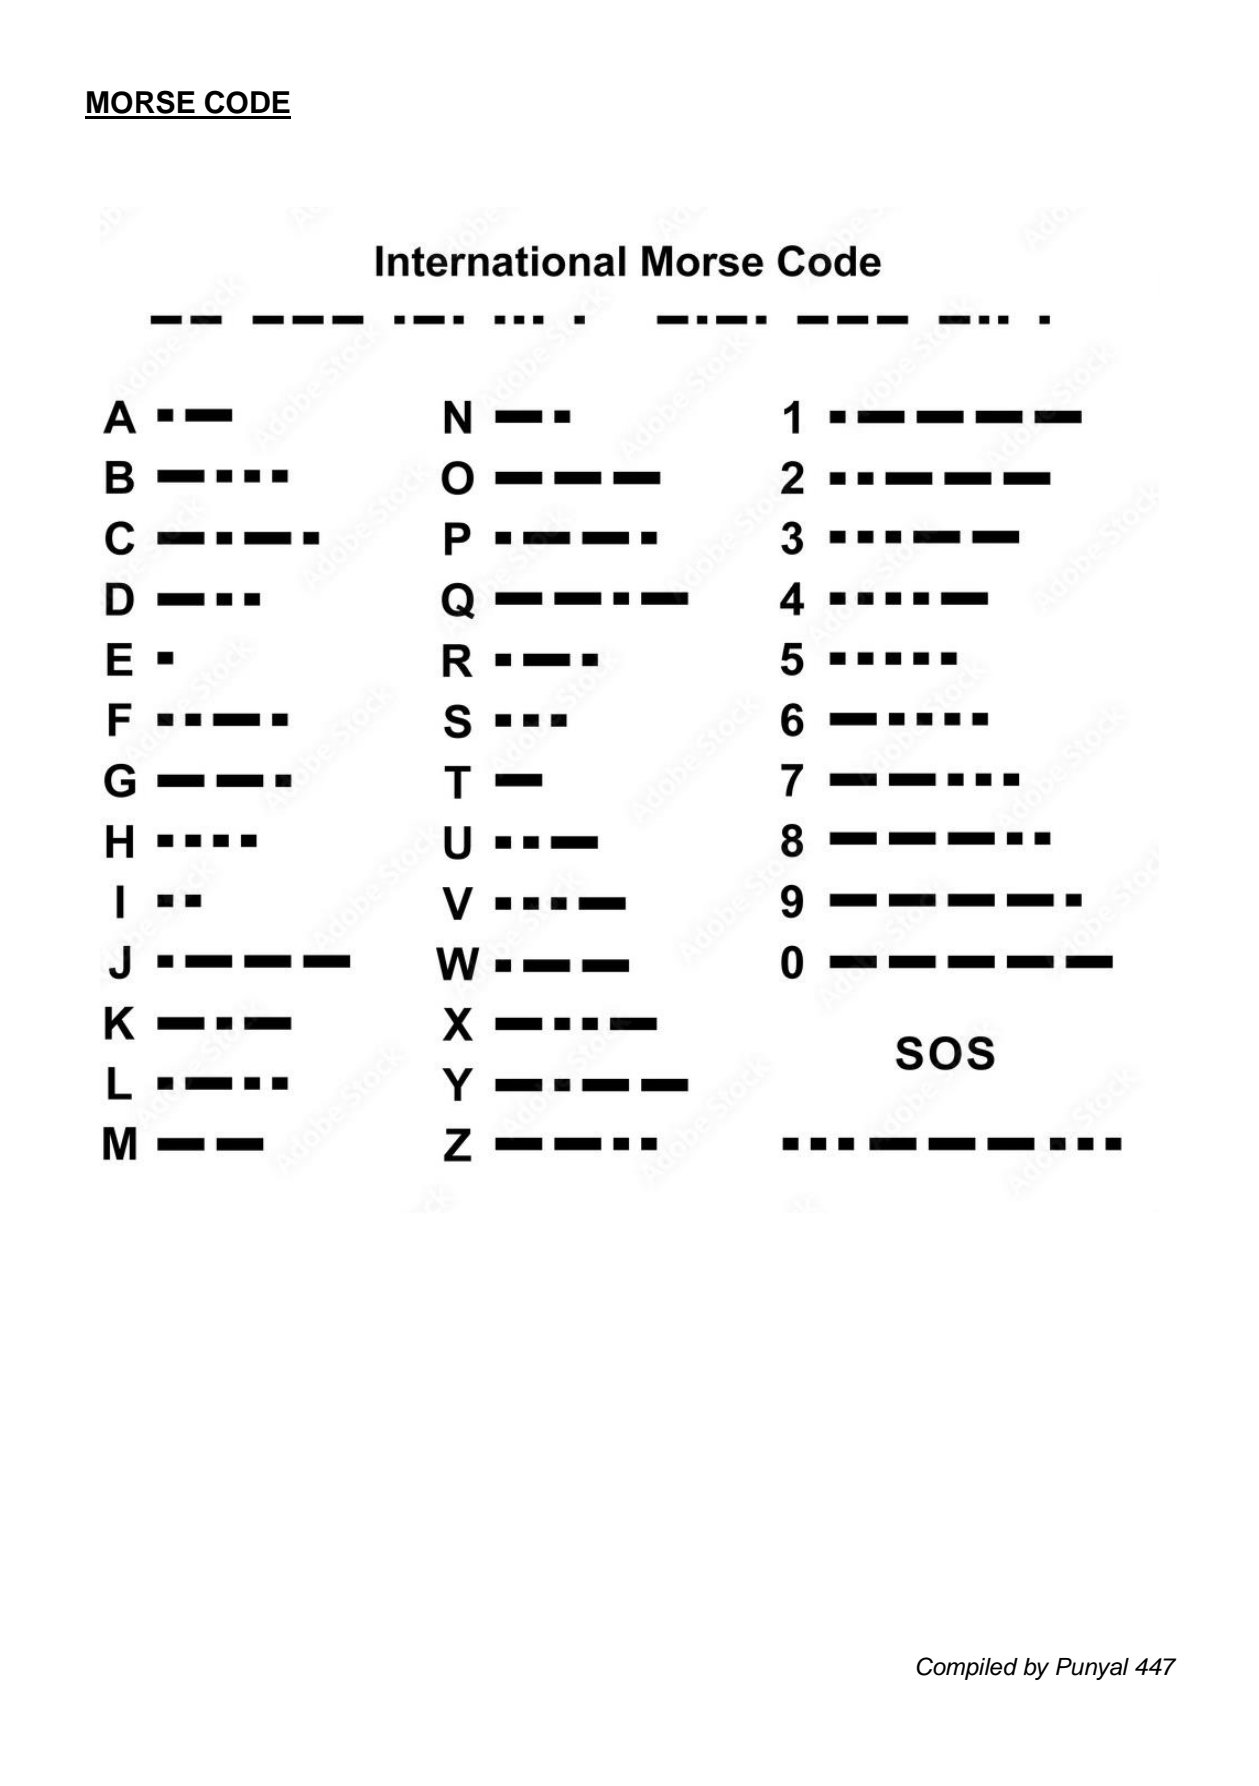 MORSE CODE
International Morse Code
−− −−− ·−· ··· · −·−· −−− −·· ·
A ·− N −· 1 ·−−−−
B −··· O −−− 2 ··−−−
C −·−· P ·−−· 3 ···−−
D −·· Q −−·− 4 ····−
E · R ·−· 5 ·····
F ··−· S ··· 6 −····
G −−· T − 7 −−···
H ···· U ··− 8 −−−··
I ·· V ···− 9 −−−−·
J ·−−− W ·−− 0 −−−−−
K −·− X −··−
SOS
L ·−·· Y −·−−
M −− Z −−·· ···−−−···
Compiled by Punyal 447